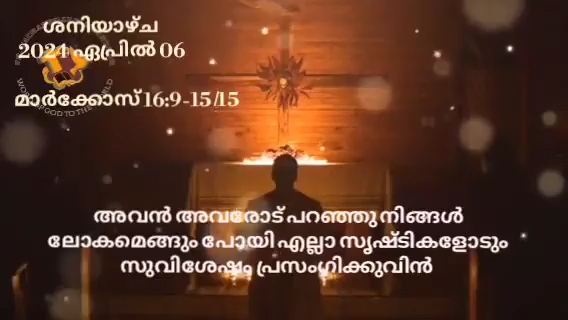 ശനിയാഴ്ച
2024 ഏപ്രിൽ 06
മാർക്കോസ് 16:9-15/15
അവൻ അവരോട് പറഞ്ഞു നിങ്ങൾ
ലോകമെങ്ങും പോയി എല്ലാ സൃഷ്ടികളോടും
സുവിശേഷം പ്രസംഗിക്കുവിൻ